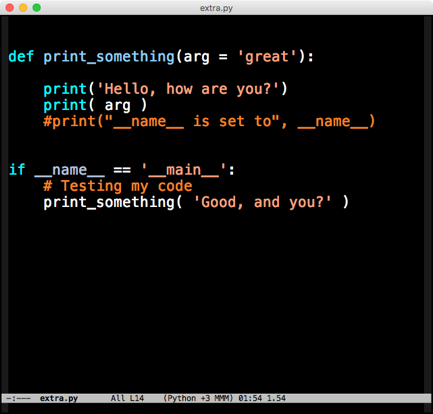 extra.py
def print_something(arg = 'great'):
print('Hello, how are you?')
print( arg )
#print("__name__ is set to", __name__)
if __name__ == '__main__':
# Testing my code
print_something( 'Good, and you?' )
-:--- extra.py All L14 (Python +3 MMM) 01:54 1.54